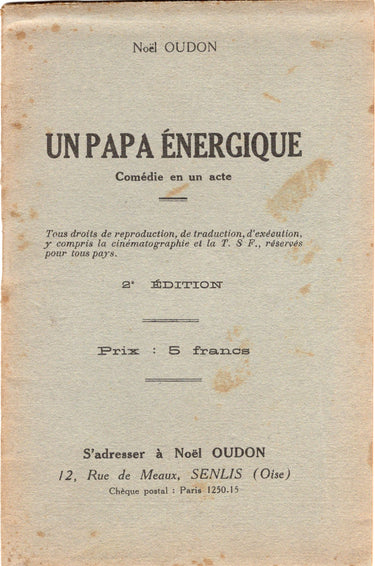 Noël OUDON
UN PAPA ÉNERGIQUE
Comédie en un acte
Tous droits de reproduction, de traduction, d'exécution,
y compris la cinématographie et la T. S F., réservés
pour tous pays.
2ᵉ ÉDITION
Prix : 5 francs
S'adresser à Noël OUDON
12, Rue de Meaux, SENLIS (Oise)
Chèque postal : Paris 1250.15